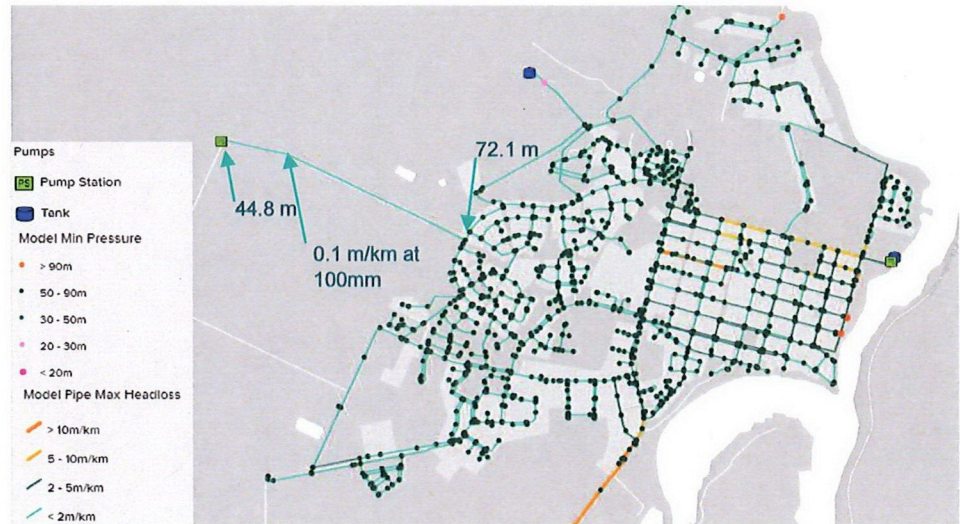 72.1 m
44.8 m
0.1 m/km at
100mm
Pumps
PS Pump Station
Tank
Model Min Pressure
> 90m
50 - 90m
30 - 50m
20 - 30m
< 20m
Model Pipe Max Headloss
> 10m/km
5 - 10m/km
2 - 5m/km
< 2m/km